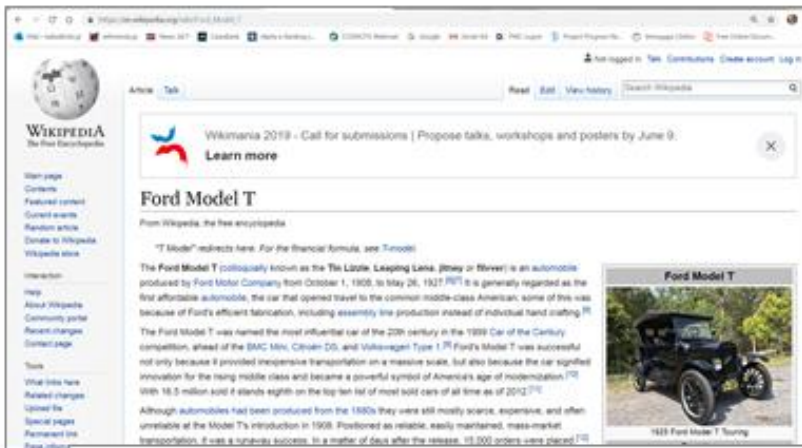 en.wikipedia.org/wiki/Ford_Model_T
Not logged in Talk Contributions Create account Log in
Article Talk
Read Edit View history Search Wikipedia
WIKIPEDIA
The Free Encyclopedia
Wikimania 2019 - Call for submissions | Propose talks, workshops and posters by June 9.
Learn more
Main page
Contents
Featured content
Current events
Random article
Donate to Wikipedia
Wikipedia store
Interaction
Help
About Wikipedia
Community portal
Recent changes
Contact page
Tools
What links here
Related changes
Upload file
Special pages
Permanent link
Ford Model T
From Wikipedia, the free encyclopedia
"T Model" redirects here. For the financial formula, see T-model.
The Ford Model T (colloquially known as the Tin Lizzie, Leaping Lena, jitney or flivver) is an automobile
produced by Ford Motor Company from October 1, 1908, to May 26, 1927. It is generally regarded as the
first affordable automobile, the car that opened travel to the common middle-class American; some of this was
because of Ford's efficient fabrication, including assembly line production instead of individual hand crafting.
The Ford Model T was named the most influential car of the 20th century in the 1999 Car of the Century
competition, ahead of the BMC Mini, Citroën DS, and Volkswagen Type 1. Ford's Model T was successful
not only because it provided inexpensive transportation on a massive scale, but also because the car signified
innovation for the rising middle class and became a powerful symbol of America's age of modernization.
With 16.5 million sold it stands eighth on the top ten list of most sold cars of all time as of 2012.
Although automobiles had been produced from the 1880s they were still mostly scarce, expensive, and often
unreliable at the Model T's introduction in 1908. Positioned as reliable, easily maintained, mass-market
transportation, it was a runaway success. In a matter of days after the release, 15,000 orders were placed.
Ford Model T
1925 Ford Model T Touring